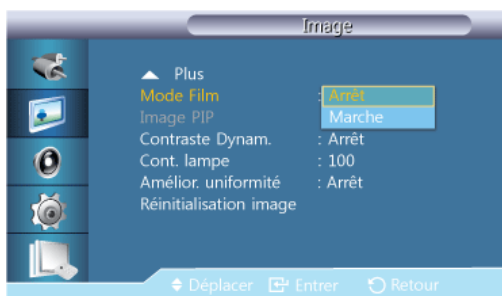 Image
Plus
Mode Film : Arrêt
Marche
Image PIP
Contraste Dynam. : Arrêt
Cont. lampe : 100
Amélior. uniformité : Arrêt
Réinitialisation image
Déplacer Entrer Retour